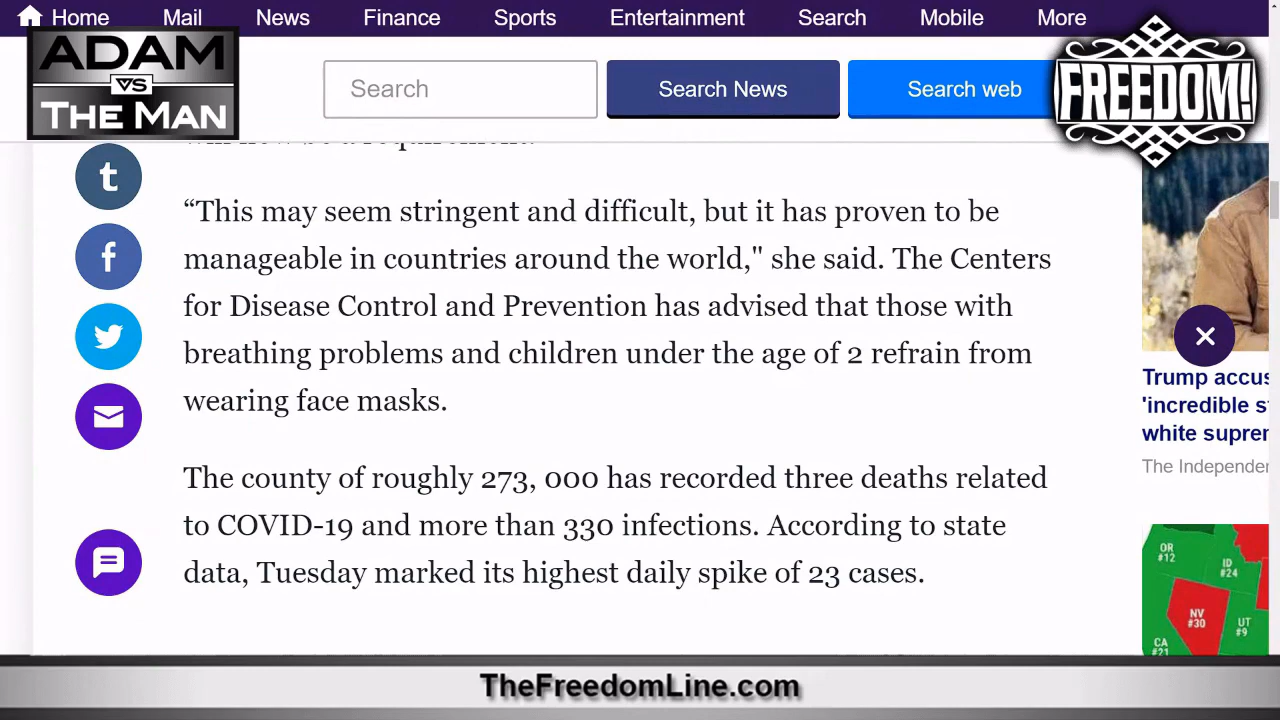 Home Mail News Finance Sports Entertainment Search Mobile More
ADAM
VS
THE MAN
Search
Search News
Search web
FREEDOM!
will now be a requirement.
t
“This may seem stringent and difficult, but it has proven to be
manageable in countries around the world," she said. The Centers
f
for Disease Control and Prevention has advised that those with
breathing problems and children under the age of 2 refrain from
wearing face masks.
The county of roughly 273, 000 has recorded three deaths related
to COVID-19 and more than 330 infections. According to state
data, Tuesday marked its highest daily spike of 23 cases.
Trump accus
'incredible s
white suprem
The Independen
OR
#12
ID
#24
NV
#30
UT
#9
CA
#21
TheFreedomLine.com